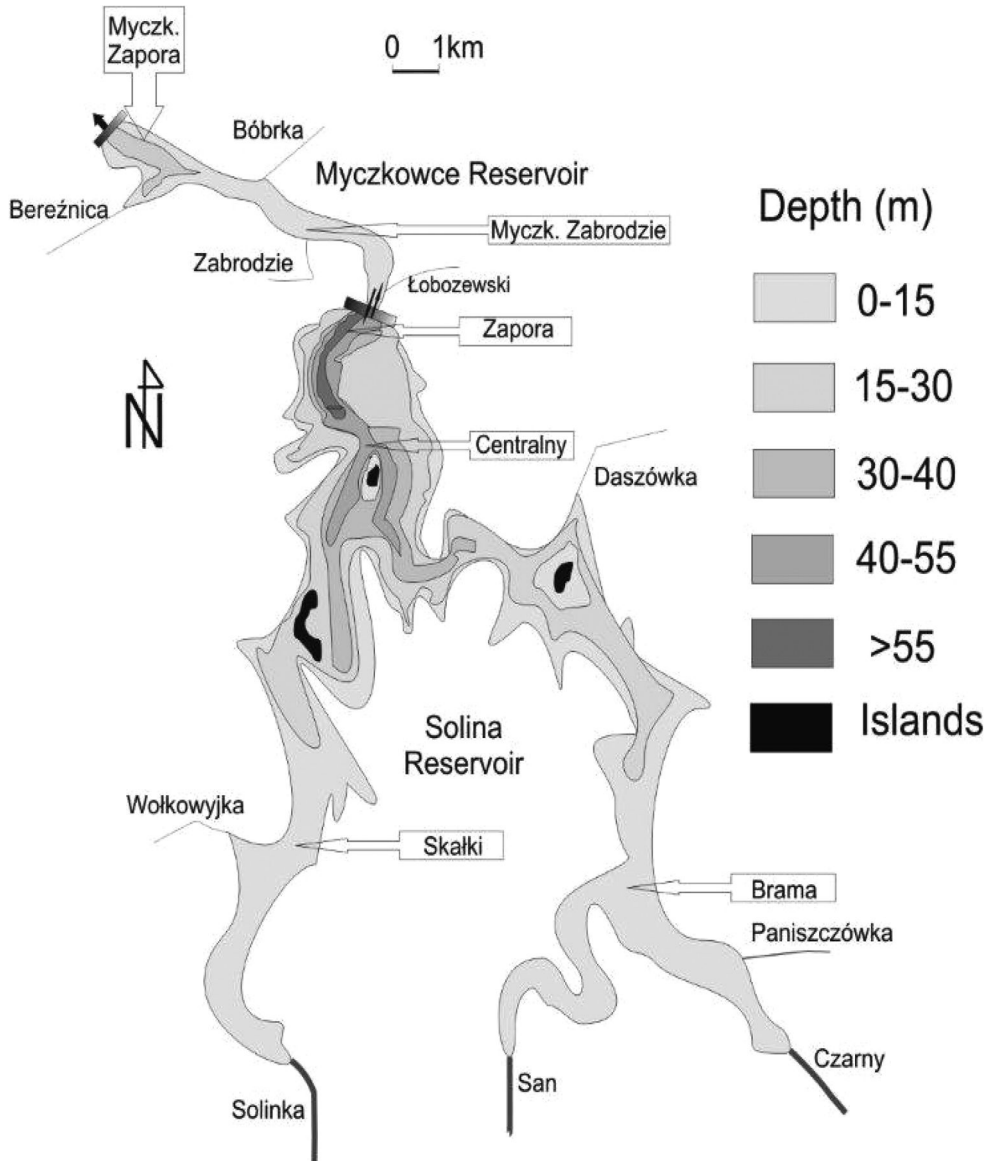 Myczk.
Zapora
0 1km
Bóbrka
Myczkowce Reservoir
Bereźnica
Myczk. Zabrodzie
Zabrodzie
Łobozewski
Zapora
N
Centralny
Daszówka
Depth (m)
0-15
15-30
30-40
40-55
>55
Islands
Solina
Reservoir
Wołkowyjka
Skałki
Brama
Paniszczówka
Czarny
San
Solinka